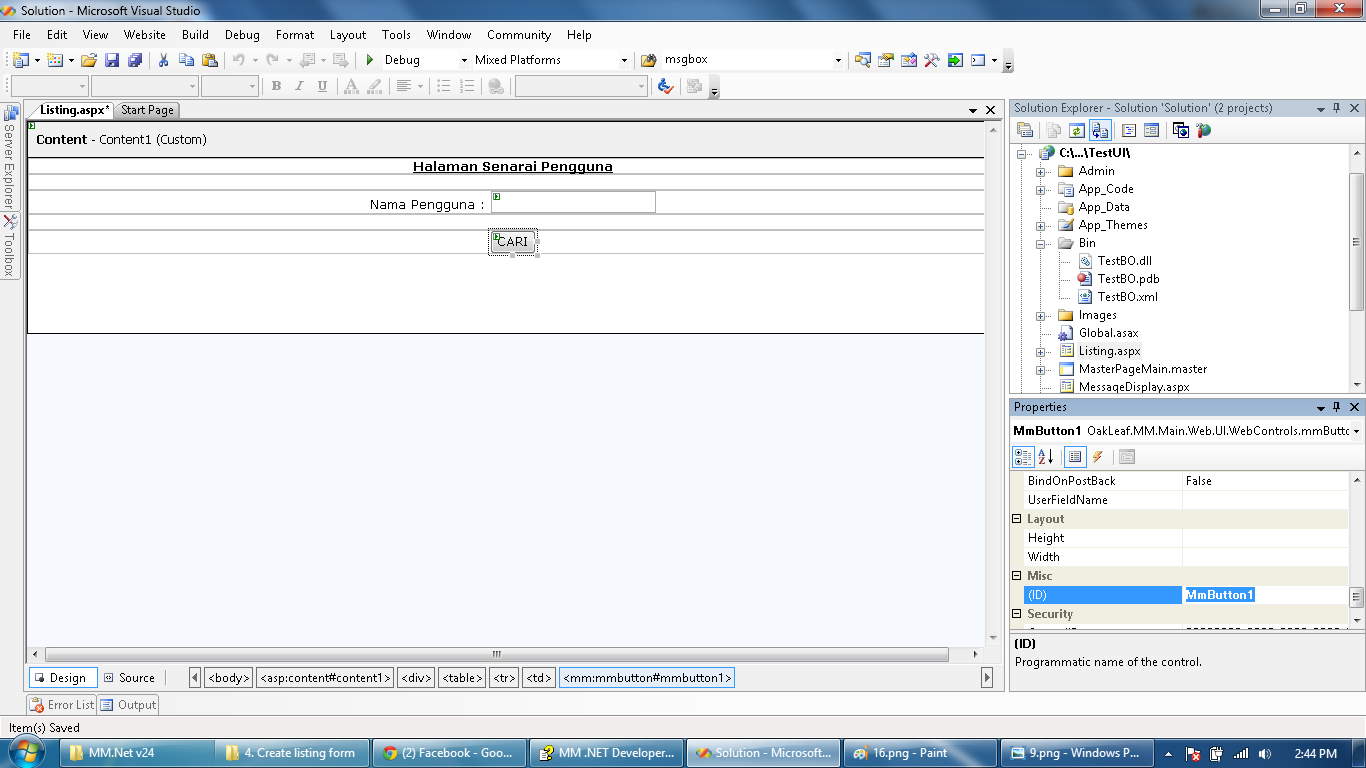 Solution - Microsoft Visual Studio
File Edit View Website Build Debug Format Layout Tools Window Community Help
Debug Mixed Platforms msgbox
B I U A
Server Explorer
Toolbox
Listing.aspx* Start Page
Content - Content1 (Custom)
Halaman Senarai Pengguna
Nama Pengguna :
CARI
Design Source <body> <asp:content#content1> <div> <table> <tr> <td> <mm:mmbutton#mmbutton1>
Error List Output
Solution Explorer - Solution 'Solution' (2 projects)
C:\...\TestUI\
Admin
App_Code
App_Data
App_Themes
Bin
TestBO.dll
TestBO.pdb
TestBO.xml
Images
Global.asax
Listing.aspx
MasterPageMain.master
MessageDisplay.aspx
Properties
MmButton1 OakLeaf.MM.Main.Web.UI.WebControls.mmButto
BindOnPostBack False
UserFieldName
Layout
Height
Width
Misc
(ID) MmButton1
Security
(ID)
Programmatic name of the control.
Item(s) Saved
MM.Net v24 4. Create listing form (2) Facebook - Goo... MM .NET Developer... Solution - Microsoft... 16.png - Paint 9.png - Windows P... 2:44 PM